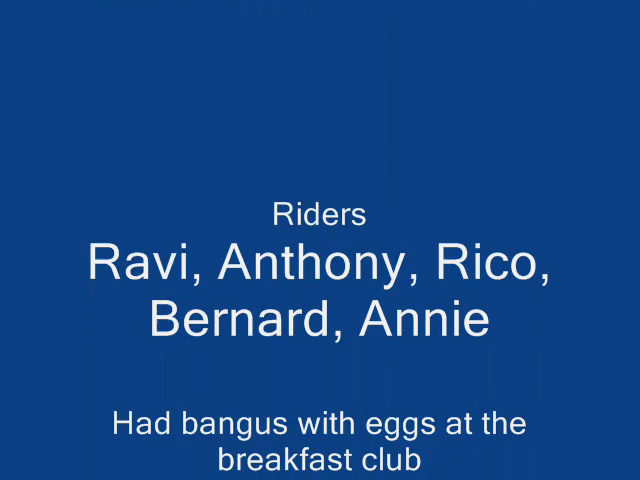 Riders
Ravi, Anthony, Rico,
Bernard, Annie
Had bangus with eggs at the
breakfast club